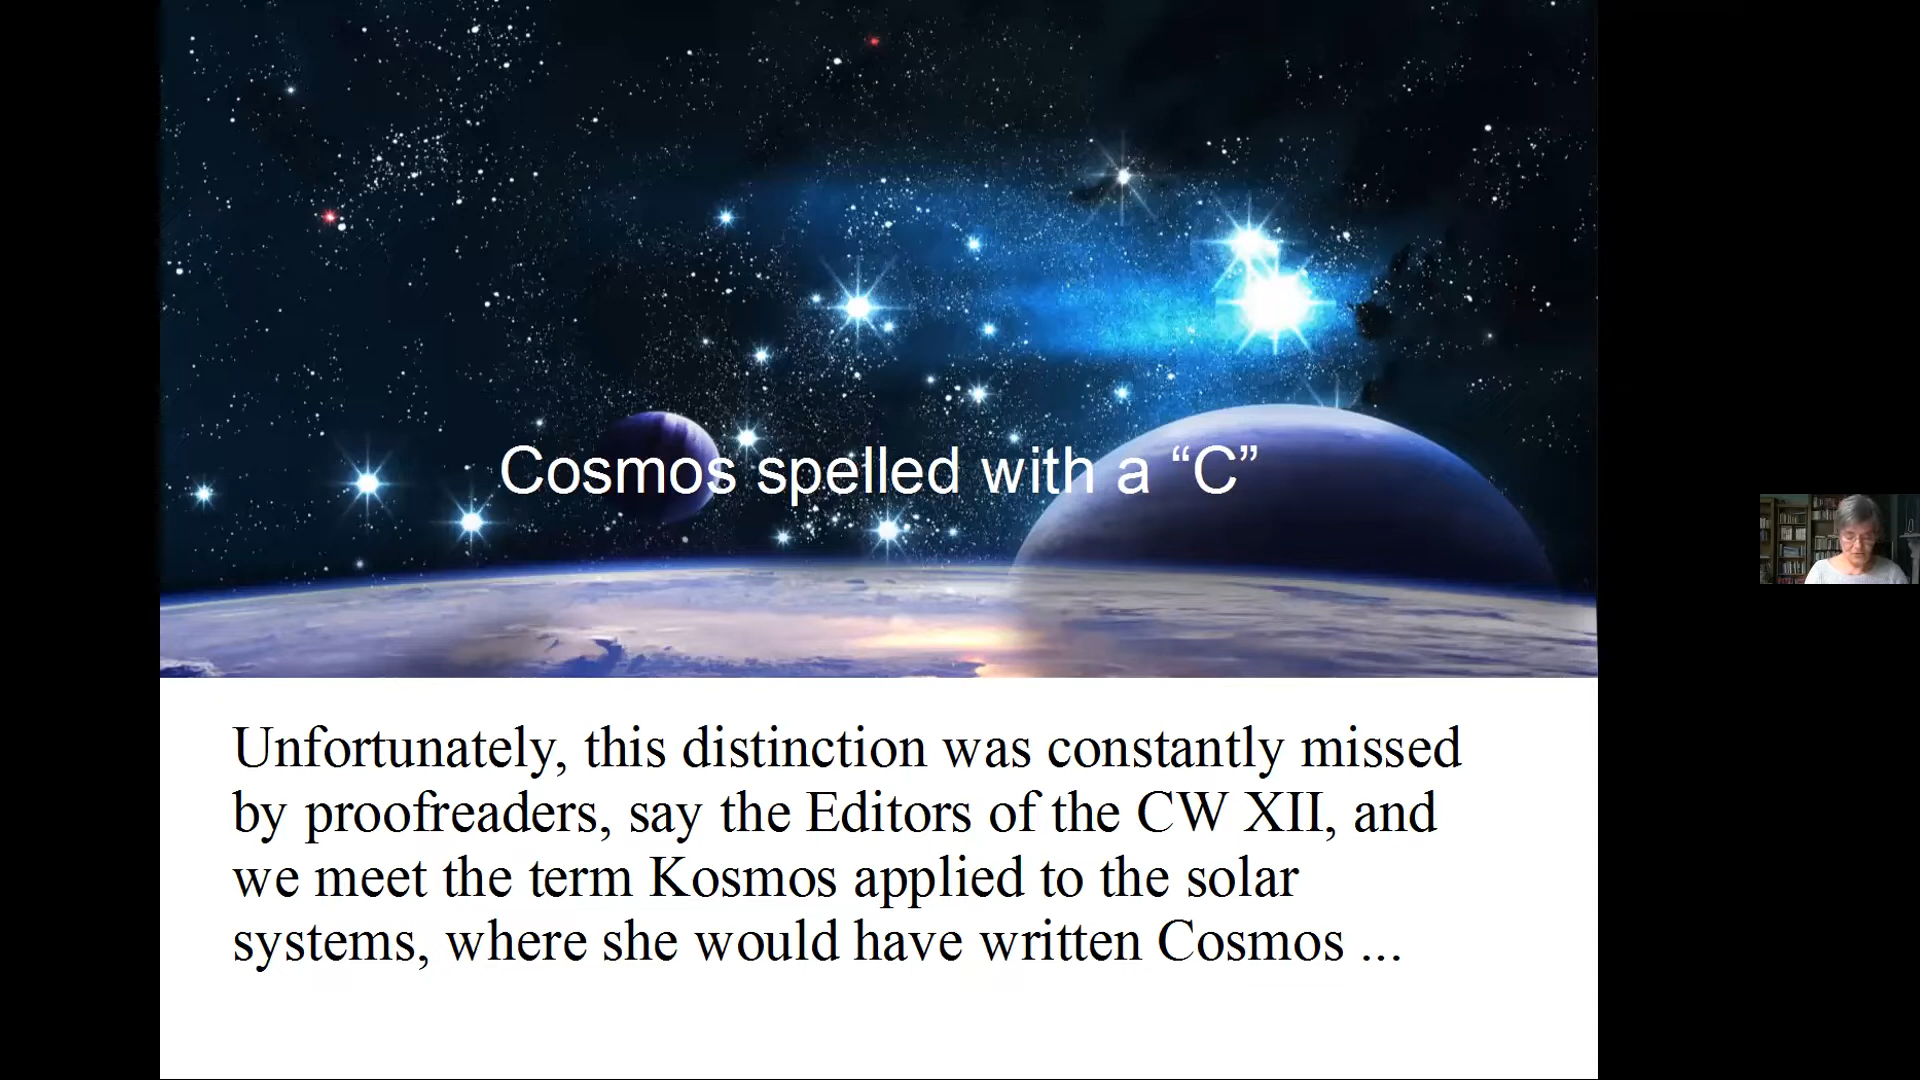 Cosmos spelled with a “C”
Unfortunately, this distinction was constantly missed
by proofreaders, say the Editors of the CW XII, and
we meet the term Kosmos applied to the solar
systems, where she would have written Cosmos ...